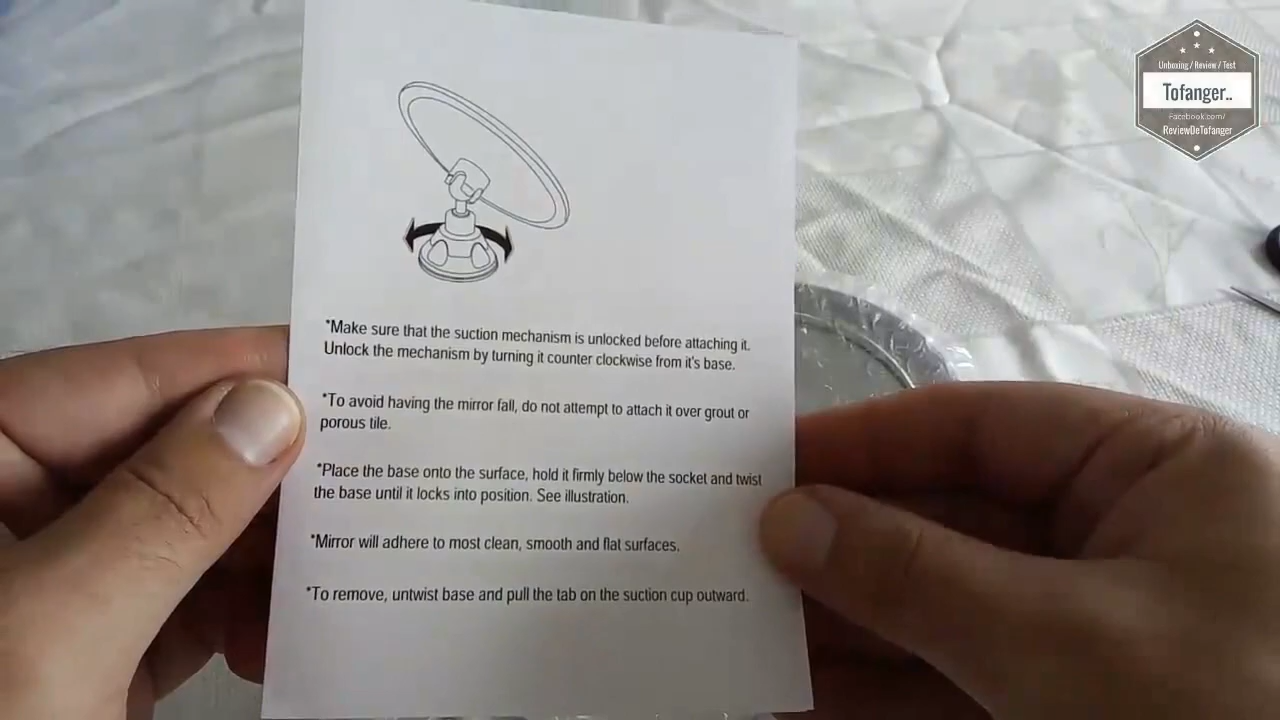 Unboxing / Review / Test
Tofanger..
Facebook.com/
ReviewDeTofanger
*Make sure that the suction mechanism is unlocked before attaching it.
Unlock the mechanism by turning it counter clockwise from it's base.
*To avoid having the mirror fall, do not attempt to attach it over grout or
porous tile.
*Place the base onto the surface, hold it firmly below the socket and twist
the base until it locks into position. See illustration.
*Mirror will adhere to most clean, smooth and flat surfaces.
*To remove, untwist base and pull the tab on the suction cup outward.